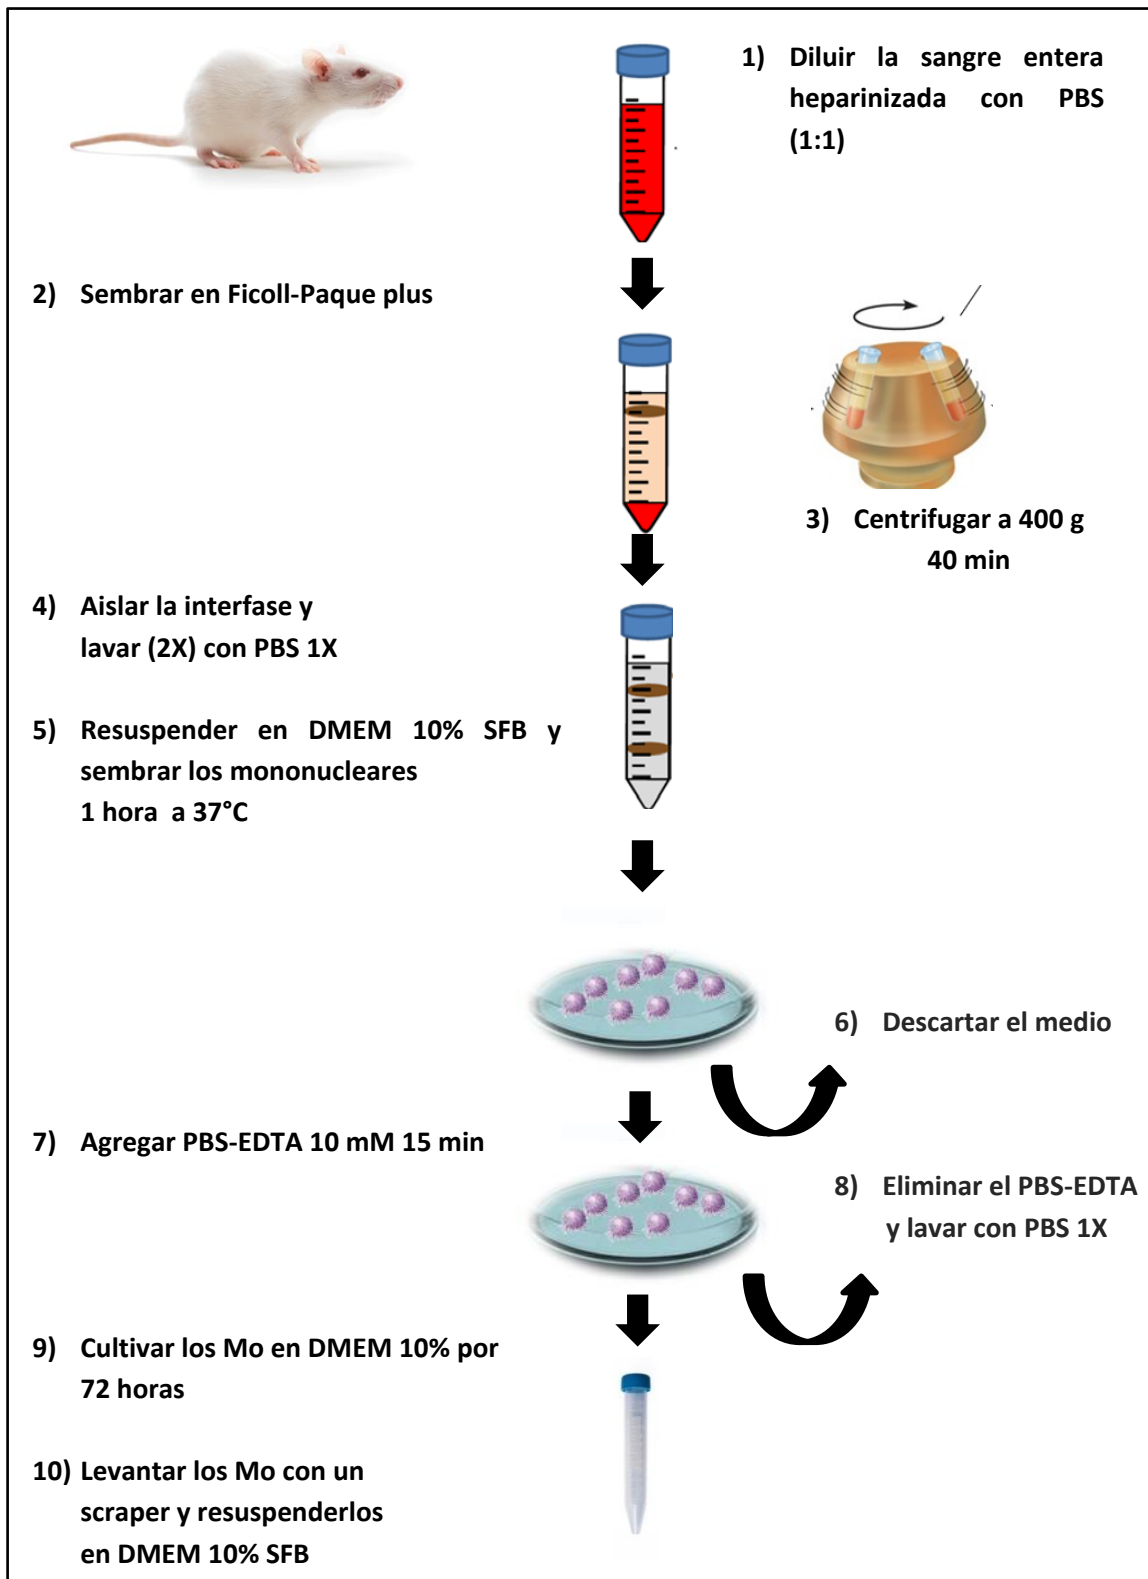 1) Diluir la sangre entera
heparinizada con PBS
(1:1)
2) Sembrar en Ficoll-Paque plus
3) Centrifugar a 400 g
40 min
4) Aislar la interfase y
lavar (2X) con PBS 1X
5) Resuspender en DMEM 10% SFB y
sembrar los mononucleares
1 hora a 37°C
6) Descartar el medio
7) Agregar PBS-EDTA 10 mM 15 min
8) Eliminar el PBS-EDTA
y lavar con PBS 1X
9) Cultivar los Mo en DMEM 10% por
72 horas
10) Levantar los Mo con un
scraper y resuspenderlos
en DMEM 10% SFB